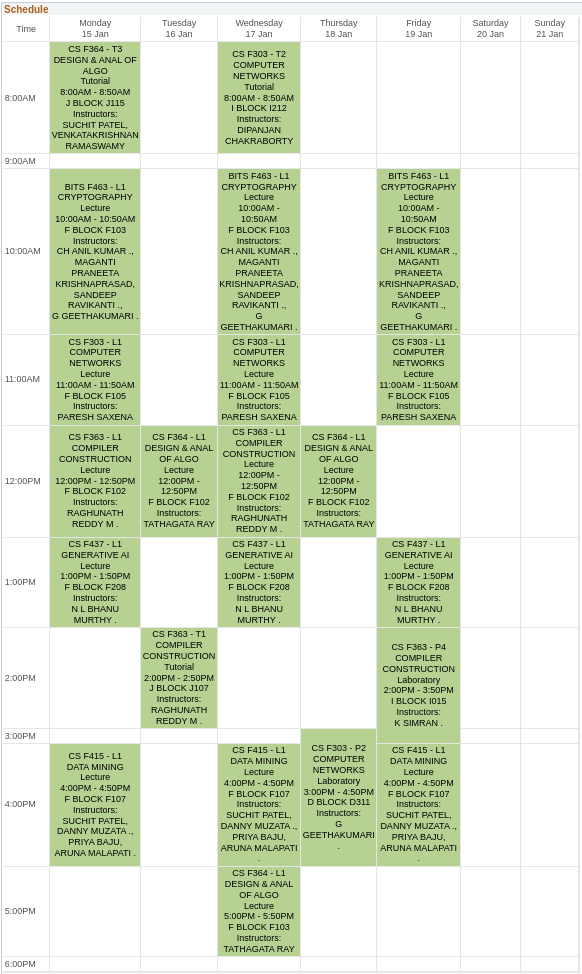 Schedule
Time
Monday
15 Jan
Tuesday
16 Jan
Wednesday
17 Jan
Thursday
18 Jan
Friday
19 Jan
Saturday
20 Jan
Sunday
21 Jan
8:00AM
CS F364 - T3
DESIGN & ANAL OF
ALGO
Tutorial
8:00AM - 8:50AM
J BLOCK J115
Instructors:
SUCHIT PATEL,
VENKATAKRISHNAN
RAMASWAMY
CS F303 - T2
COMPUTER
NETWORKS
Tutorial
8:00AM - 8:50AM
I BLOCK I212
Instructors:
DIPANJAN
CHAKRABORTY
9:00AM
10:00AM
BITS F463 - L1
CRYPTOGRAPHY
Lecture
10:00AM - 10:50AM
F BLOCK F103
Instructors:
CH ANIL KUMAR .,
MAGANTI
PRANEETA
KRISHNAPRASAD,
SANDEEP
RAVIKANTI .,
G GEETHAKUMARI .
BITS F463 - L1
CRYPTOGRAPHY
Lecture
10:00AM -
10:50AM
F BLOCK F103
Instructors:
CH ANIL KUMAR .,
MAGANTI
PRANEETA
KRISHNAPRASAD,
SANDEEP
RAVIKANTI .,
G
GEETHAKUMARI .
BITS F463 - L1
CRYPTOGRAPHY
Lecture
10:00AM -
10:50AM
F BLOCK F103
Instructors:
CH ANIL KUMAR .,
MAGANTI
PRANEETA
KRISHNAPRASAD,
SANDEEP
RAVIKANTI .,
G
GEETHAKUMARI .
11:00AM
CS F303 - L1
COMPUTER
NETWORKS
Lecture
11:00AM - 11:50AM
F BLOCK F105
Instructors:
PARESH SAXENA
CS F303 - L1
COMPUTER
NETWORKS
Lecture
11:00AM - 11:50AM
F BLOCK F105
Instructors:
PARESH SAXENA
CS F303 - L1
COMPUTER
NETWORKS
Lecture
11:00AM - 11:50AM
F BLOCK F105
Instructors:
PARESH SAXENA
12:00PM
CS F363 - L1
COMPILER
CONSTRUCTION
Lecture
12:00PM - 12:50PM
F BLOCK F102
Instructors:
RAGHUNATH
REDDY M .
CS F364 - L1
DESIGN & ANAL
OF ALGO
Lecture
12:00PM -
12:50PM
F BLOCK F102
Instructors:
TATHAGATA RAY
CS F363 - L1
COMPILER
CONSTRUCTION
Lecture
12:00PM -
12:50PM
F BLOCK F102
Instructors:
RAGHUNATH
REDDY M .
CS F364 - L1
DESIGN & ANAL
OF ALGO
Lecture
12:00PM -
12:50PM
F BLOCK F102
Instructors:
TATHAGATA RAY
1:00PM
CS F437 - L1
GENERATIVE AI
Lecture
1:00PM - 1:50PM
F BLOCK F208
Instructors:
N L BHANU
MURTHY .
CS F437 - L1
GENERATIVE AI
Lecture
1:00PM - 1:50PM
F BLOCK F208
Instructors:
N L BHANU
MURTHY .
CS F437 - L1
GENERATIVE AI
Lecture
1:00PM - 1:50PM
F BLOCK F208
Instructors:
N L BHANU
MURTHY .
2:00PM
CS F363 - T1
COMPILER
CONSTRUCTION
Tutorial
2:00PM - 2:50PM
J BLOCK J107
Instructors:
RAGHUNATH
REDDY M .
CS F363 - P4
COMPILER
CONSTRUCTION
Laboratory
2:00PM - 3:50PM
I BLOCK I015
Instructors:
K SIMRAN .
3:00PM
CS F303 - P2
COMPUTER
NETWORKS
Laboratory
3:00PM - 4:50PM
D BLOCK D311
Instructors:
G
GEETHAKUMARI
.
4:00PM
CS F415 - L1
DATA MINING
Lecture
4:00PM - 4:50PM
F BLOCK F107
Instructors:
SUCHIT PATEL,
DANNY MUZATA .,
PRIYA BAJU,
ARUNA MALAPATI .
CS F415 - L1
DATA MINING
Lecture
4:00PM - 4:50PM
F BLOCK F107
Instructors:
SUCHIT PATEL,
DANNY MUZATA .,
PRIYA BAJU,
ARUNA MALAPATI
.
CS F415 - L1
DATA MINING
Lecture
4:00PM - 4:50PM
F BLOCK F107
Instructors:
SUCHIT PATEL,
DANNY MUZATA .,
PRIYA BAJU,
ARUNA MALAPATI
.
5:00PM
CS F364 - L1
DESIGN & ANAL
OF ALGO
Lecture
5:00PM - 5:50PM
F BLOCK F103
Instructors:
TATHAGATA RAY
6:00PM